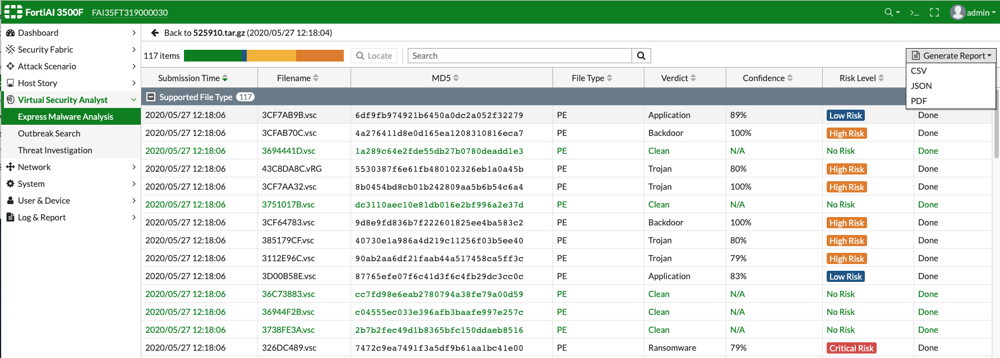 FortiAI 3500F FAI35FT319000030 admin
Dashboard
Security Fabric
Attack Scenario
Host Story
Virtual Security Analyst
Express Malware Analysis
Outbreak Search
Threat Investigation
Network
System
User & Device
Log & Report
Back to 525910.tar.gz (2020/05/27 12:18:04)
117 items Locate Search Generate Report
CSV
JSON
PDF
Submission Time Filename MD5 File Type Verdict Confidence Risk Level
Supported File Type 117
2020/05/27 12:18:06 3CF7AB9B.vsc 6df9fb974921b6450a0dc2a052f32279 PE Application 89% Low Risk Done
2020/05/27 12:18:06 3CFAB70C.vsc 4a276411d8e0d165ea1208310816eca7 PE Backdoor 100% High Risk Done
2020/05/27 12:18:06 3694441D.vsc 1a289c64e2fde55db27b0780deadd1e3 PE Clean N/A No Risk Done
2020/05/27 12:18:06 43C8DA8C.vRG 5530387f6e61fb480102326eb1a0a45b PE Trojan 80% High Risk Done
2020/05/27 12:18:06 3CF7AA32.vsc 8b0454bd8cb01b242809aa5b6b54c6a4 PE Trojan 100% High Risk Done
2020/05/27 12:18:06 3751017B.vsc dc3110aec10e81db016e2bf996a2e37d PE Clean N/A No Risk Done
2020/05/27 12:18:06 3CF64783.vsc 9d8e9fd836b7f222601825ee4ba583c2 PE Backdoor 100% High Risk Done
2020/05/27 12:18:06 385179CF.vsc 40730e1a986a4d219c11256f03b5ee40 PE Trojan 80% High Risk Done
2020/05/27 12:18:06 3112E96C.vsc 90ab2aa6df21faab44a517458ca5ff3c PE Trojan 79% High Risk Done
2020/05/27 12:18:06 3D00B58E.vsc 87765efe07f6c41d3f6c4fb29dc3cc0c PE Application 83% Low Risk Done
2020/05/27 12:18:06 36C73883.vsc cc7fd98e6eab2780794a38fe79a00d59 PE Clean N/A No Risk Done
2020/05/27 12:18:06 36944F2B.vsc c04555ec033e396afb3baafe997e257c PE Clean N/A No Risk Done
2020/05/27 12:18:06 3738FE3A.vsc 2b7b2fec49d1b8365bfc150ddaeb8516 PE Clean N/A No Risk Done
2020/05/27 12:18:06 326DC489.vsc 7472c9ea7491f3a5df9b61aa1bc41e00 PE Ransomware 79% Critical Risk Done